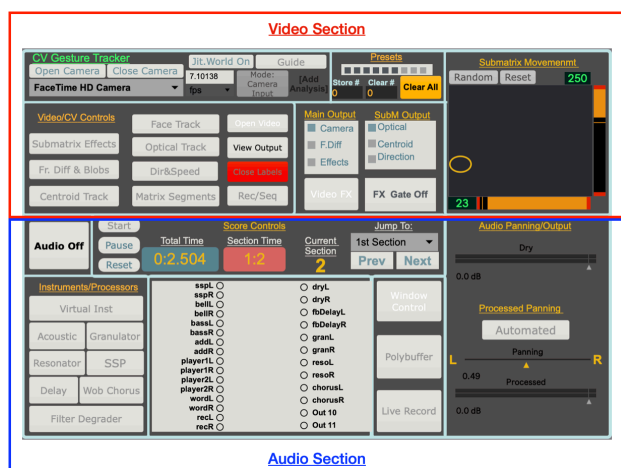 Video Section
CV Gesture Tracker
Open Camera Close Camera
FaceTime HD Camera
Jit.World On Guide
7.10138
fps
Mode:
Camera
Input
[Add
Analysis]
Presets
Store # Clear #
0 0
Clear All
Submatrix Movemenmt
Random Reset 250
23
Video/CV Controls
Face Track Open Video
Submatrix Effects Optical Track View Output
Fr. Diff & Blobs Dir&Speed Close Labels
Centroid Track Matrix Segments Rec/Seq
Main Output SubM Output
Camera Optical
F.Diff Centroid
Effects Direction
Video FX FX Gate Off
Audio Off
Start
Pause
Reset
Score Controls
Total Time Section Time Current
Section
0:2.504 1:2 2
Jump To:
1st Section
Prev Next
Audio Panning/Output
Dry
0.0 dB
Processed Panning
Automated
Panning
L R
0.49
Processed
0.0 dB
Instruments/Processors
Virtual Inst
Acoustic Granulator
Resonator SSP
Delay Wob Chorus
Filter Degrader
sspL dryL
sspR dryR
bellL fbDelayL
bellR fbDelayR
bassL granL
bassR granR
addL resoL
addR resoR
player1L chorusL
player1R chorusR
player2L Out 10
player2R Out 11
wordL
wordR
recL
recR
Window
Control
Polybuffer
Live Record
Audio Section